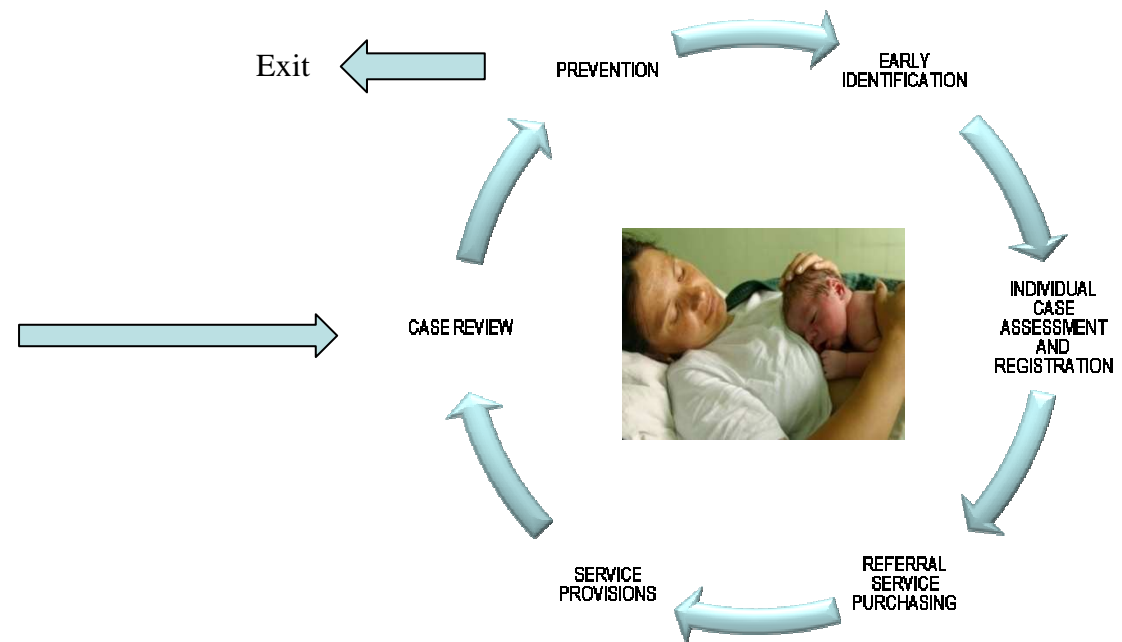 Exit
PREVENTION
EARLY
IDENTIFICATION
INDIVIDUAL
CASE
ASSESSMENT
AND
REGISTRATION
REFERRAL
SERVICE
PURCHASING
SERVICE
PROVISIONS
CASE REVIEW